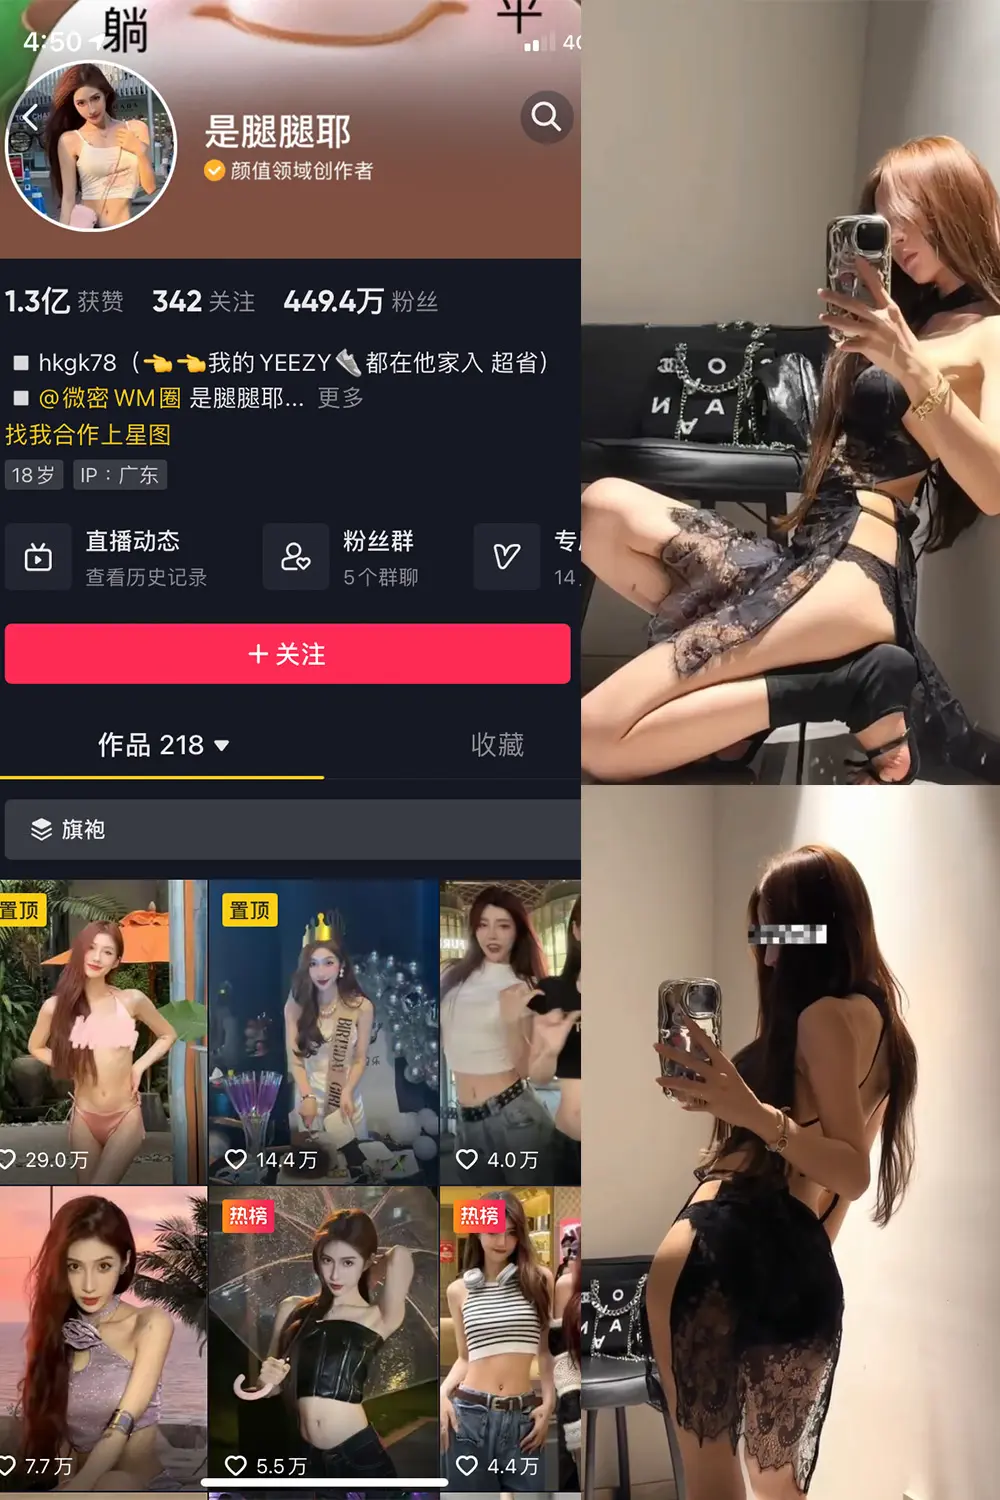 躺
平
4:50
4G
是腿腿耶
颜值领域创作者
1.3亿 获赞 342 关注 449.4万 粉丝
hkgk78（👈👈我的YEEZY👟都在他家入 超省）
@微密WM圈 是腿腿耶... 更多
找我合作上星图
18岁 IP：广东
直播动态 粉丝群 专
查看历史记录 5个群聊 14
+ 关注
作品 218 收藏
旗袍
置顶 置顶
BIRTHDAY GIRL
29.0万 14.4万 4.0万
热榜 热榜
7.7万 5.5万 4.4万